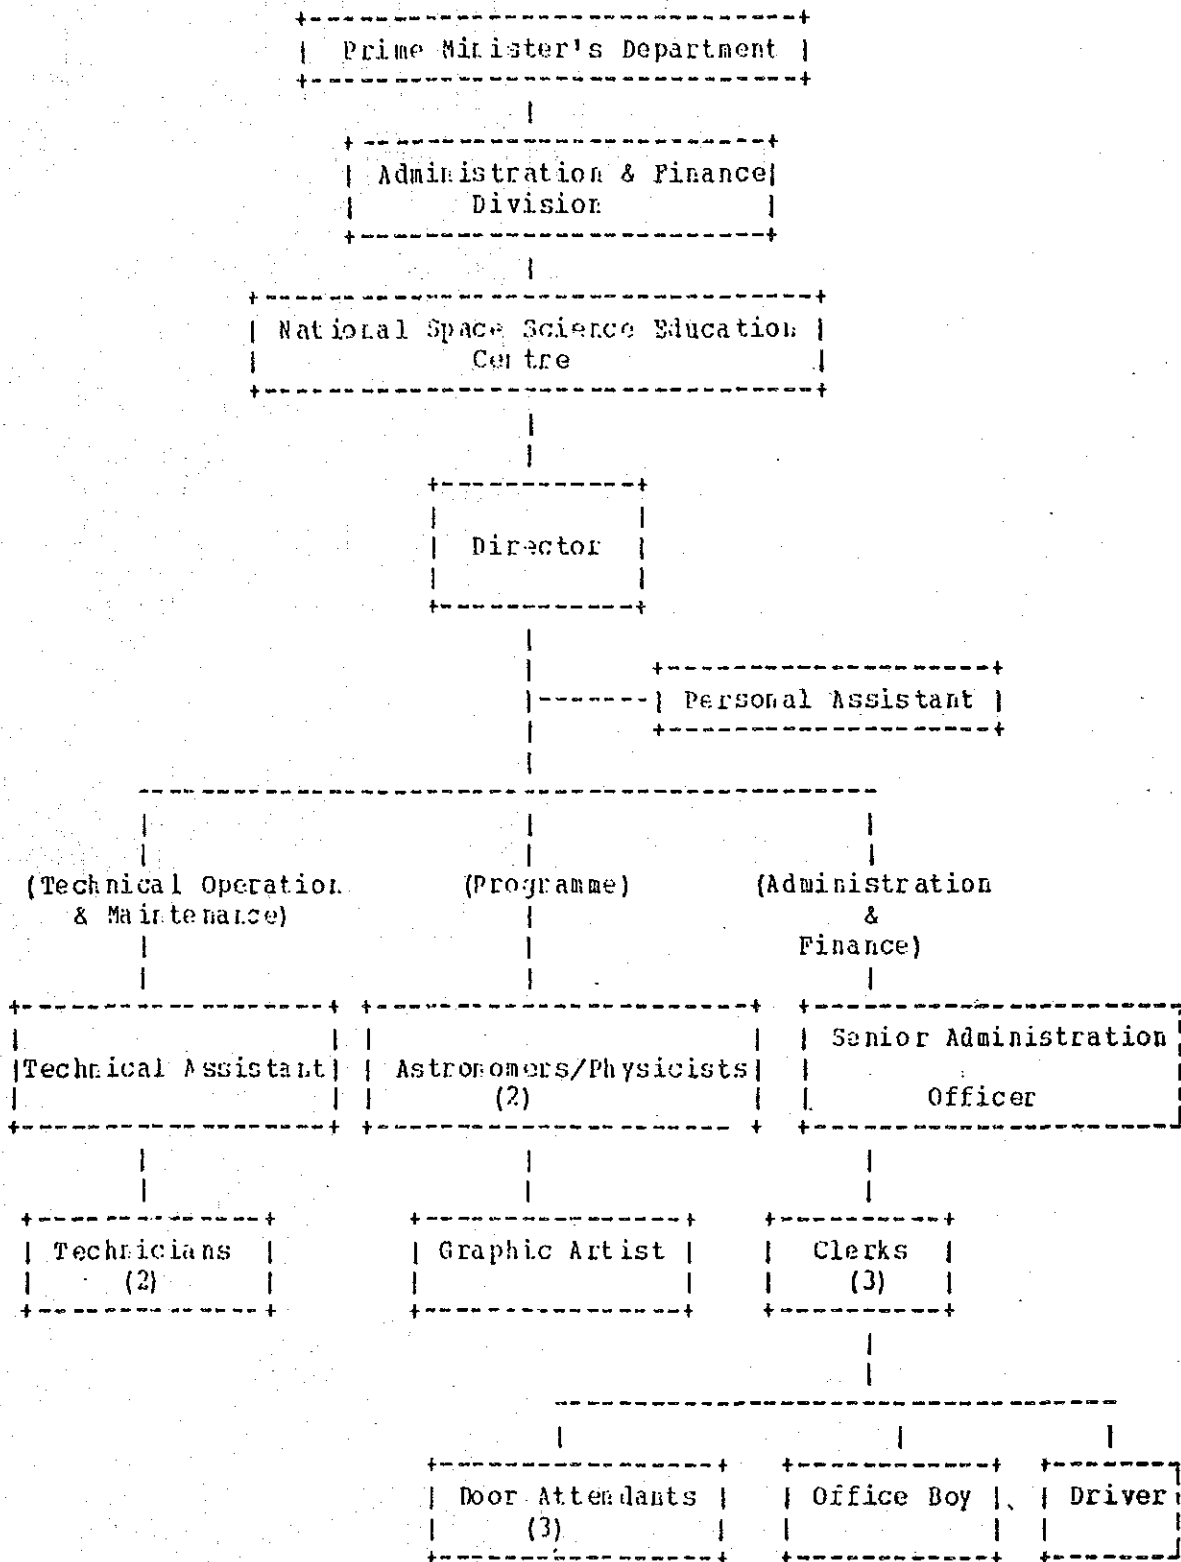 Prime Minister's Department
Administration & Finance
Division
National Space Science Education
Centre
Director
Personal Assistant
(Technical Operation
& Maintenance)
(Programme)
(Administration
&
Finance)
Technical Assistant
Astronomers/Physicists
(2)
Senior Administration
Officer
Technicians
(2)
Graphic Artist
Clerks
(3)
Door Attendants
(3)
Office Boy
Driver